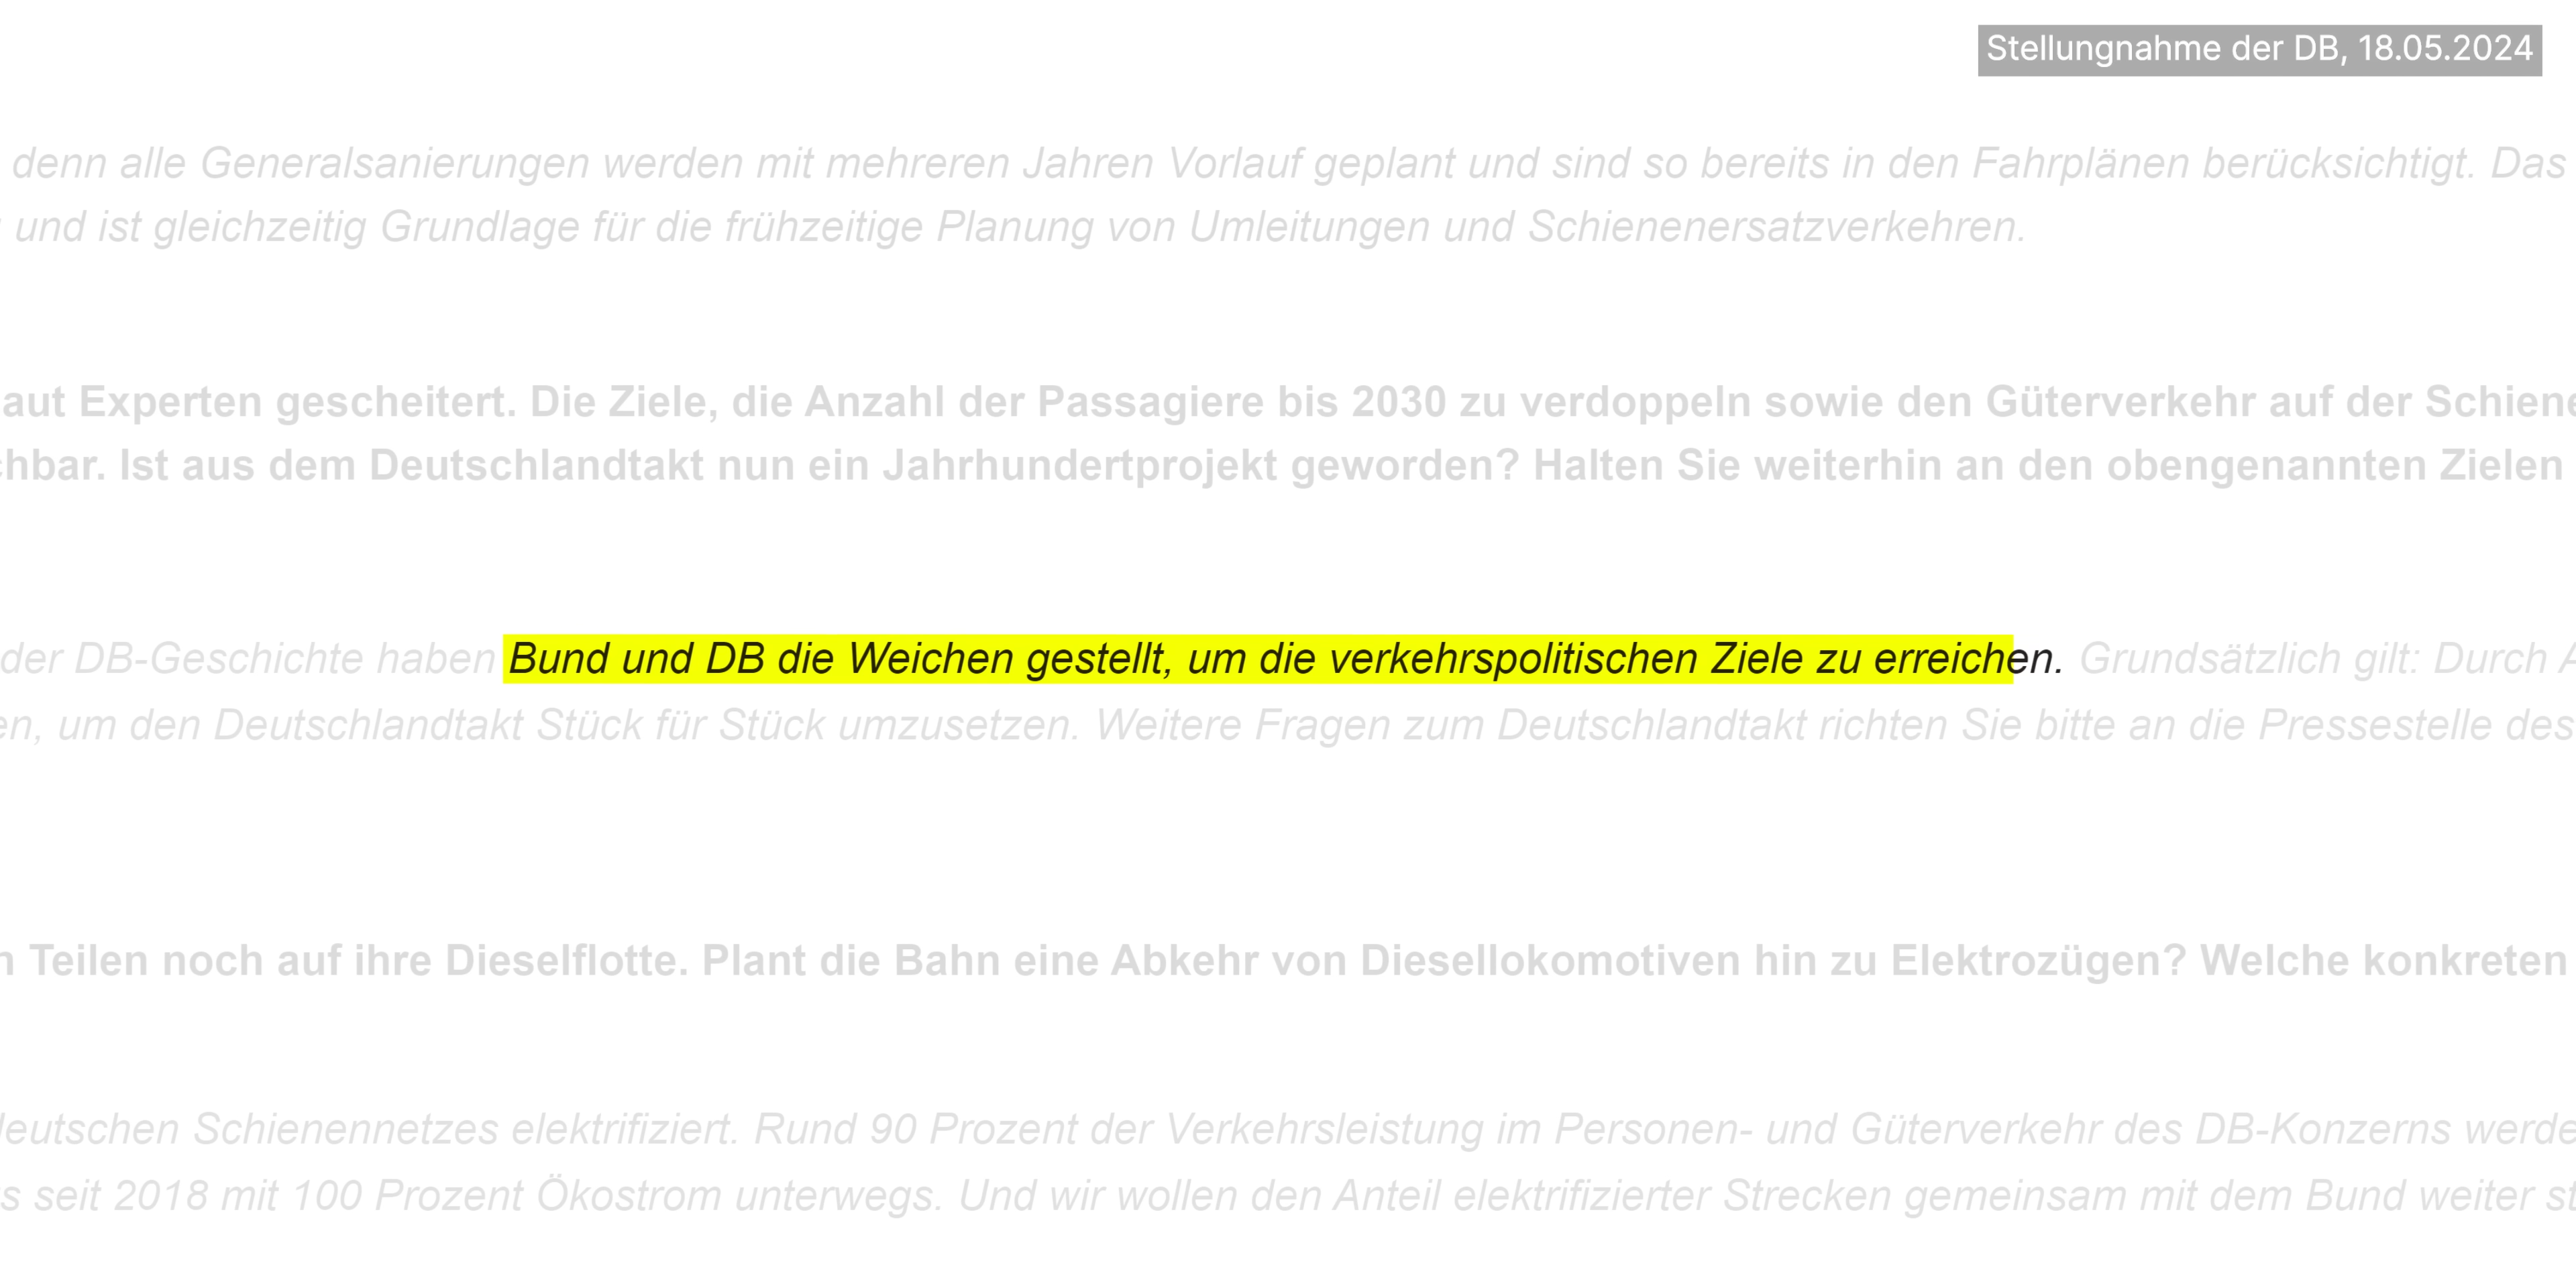 Stellungnahme der DB, 18.05.2024
denn alle Generalsanierungen werden mit mehreren Jahren Vorlauf geplant und sind so bereits in den Fahrplänen berücksichtigt. Das
und ist gleichzeitig Grundlage für die frühzeitige Planung von Umleitungen und Schienenersatzverkehren.
aut Experten gescheitert. Die Ziele, die Anzahl der Passagiere bis 2030 zu verdoppeln sowie den Güterverkehr auf der Schiene
chbar. Ist aus dem Deutschlandtakt nun ein Jahrhundertprojekt geworden? Halten Sie weiterhin an den obengenannten Zielen
der DB-Geschichte haben Bund und DB die Weichen gestellt, um die verkehrspolitischen Ziele zu erreichen. Grundsätzlich gilt: Durch A
en, um den Deutschlandtakt Stück für Stück umzusetzen. Weitere Fragen zum Deutschlandtakt richten Sie bitte an die Pressestelle des
n Teilen noch auf ihre Dieselflotte. Plant die Bahn eine Abkehr von Diesellokomotiven hin zu Elektrozügen? Welche konkreten
deutschen Schienennetzes elektrifiziert. Rund 90 Prozent der Verkehrsleistung im Personen- und Güterverkehr des DB-Konzerns werde
s seit 2018 mit 100 Prozent Ökostrom unterwegs. Und wir wollen den Anteil elektrifizierter Strecken gemeinsam mit dem Bund weiter st